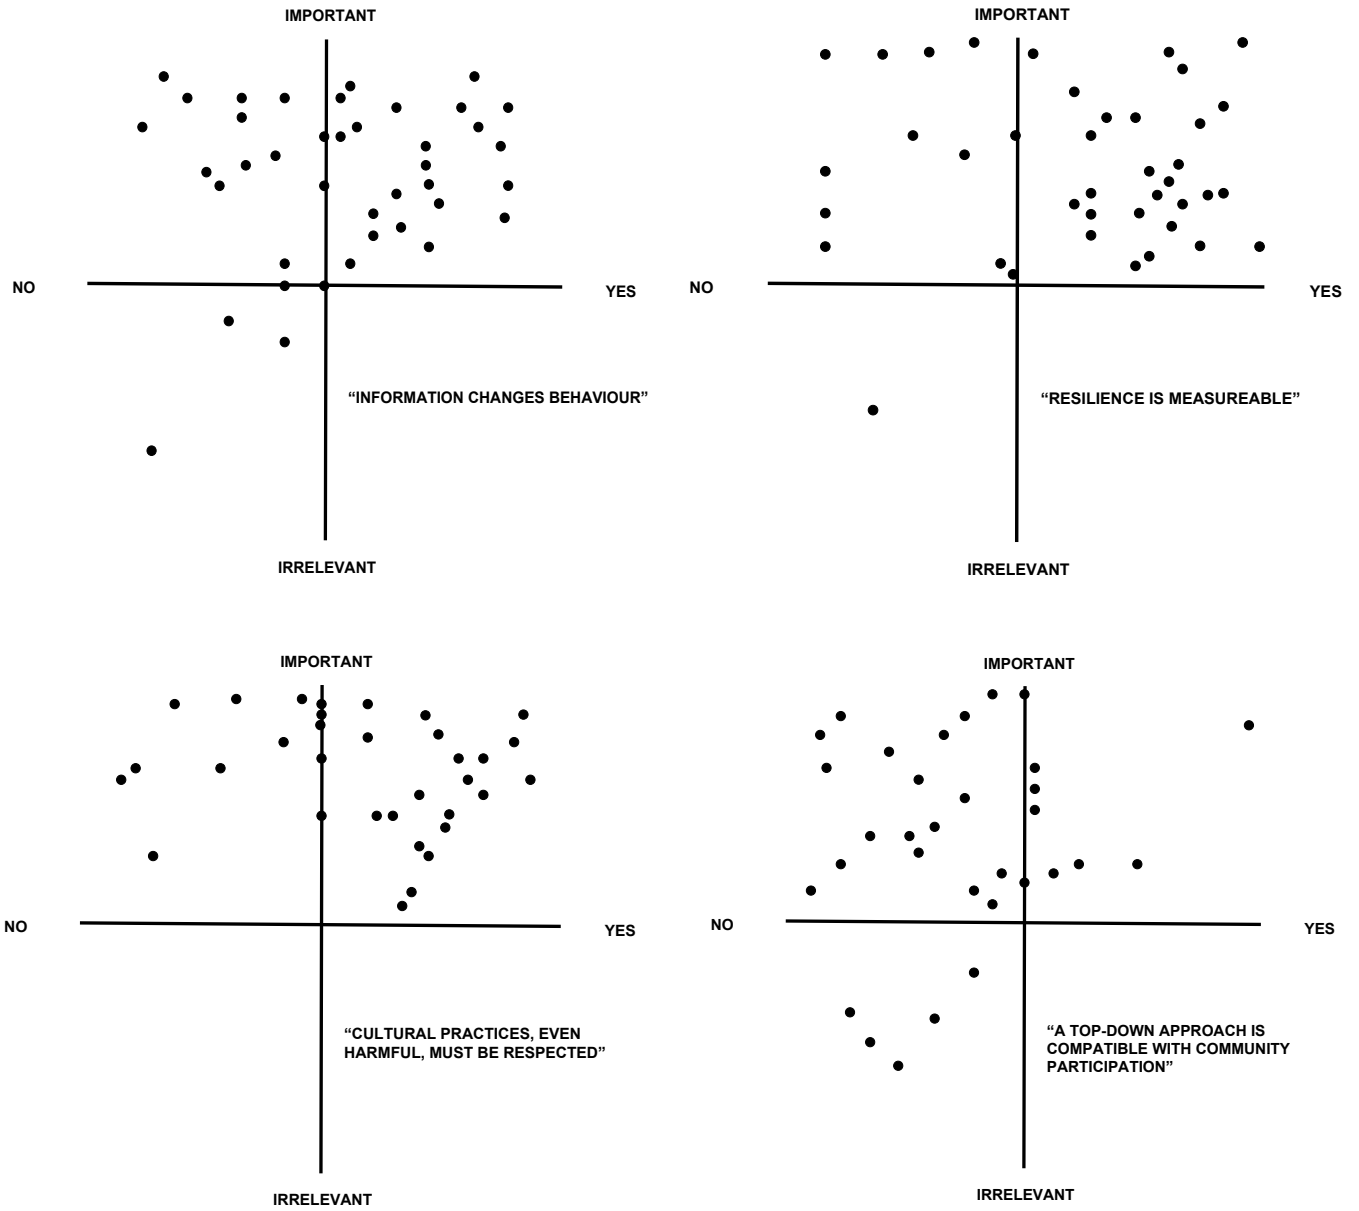 IMPORTANT
NO
YES
“INFORMATION CHANGES BEHAVIOUR”
IRRELEVANT
IMPORTANT
NO
YES
“RESILIENCE IS MEASUREABLE”
IRRELEVANT
IMPORTANT
NO
YES
“CULTURAL PRACTICES, EVEN
HARMFUL, MUST BE RESPECTED”
IRRELEVANT
IMPORTANT
NO
YES
“A TOP-DOWN APPROACH IS
COMPATIBLE WITH COMMUNITY
PARTICIPATION”
IRRELEVANT